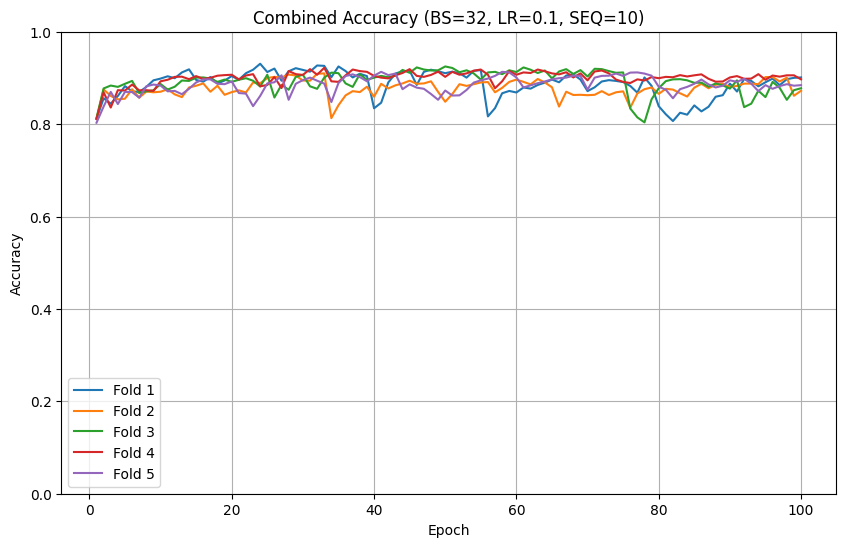 Combined Accuracy (BS=32, LR=0.1, SEQ=10)
1.0
0.8
0.6
0.4
0.2
0.0
Accuracy
Fold 1
Fold 2
Fold 3
Fold 4
Fold 5
0 20 40 60 80 100
Epoch